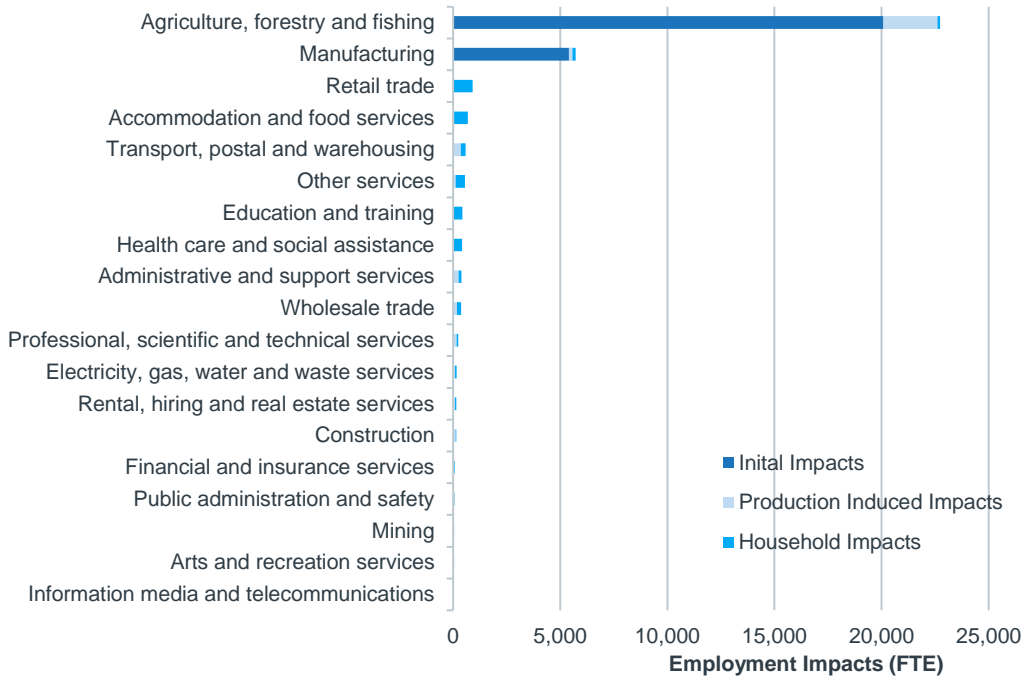 Agriculture, forestry and fishing
Manufacturing
Retail trade
Accommodation and food services
Transport, postal and warehousing
Other services
Education and training
Health care and social assistance
Administrative and support services
Wholesale trade
Professional, scientific and technical services
Electricity, gas, water and waste services
Rental, hiring and real estate services
Construction
Financial and insurance services
Public administration and safety
Mining
Arts and recreation services
Information media and telecommunications
Inital Impacts
Production Induced Impacts
Household Impacts
0 5,000 10,000 15,000 20,000 25,000
Employment Impacts (FTE)